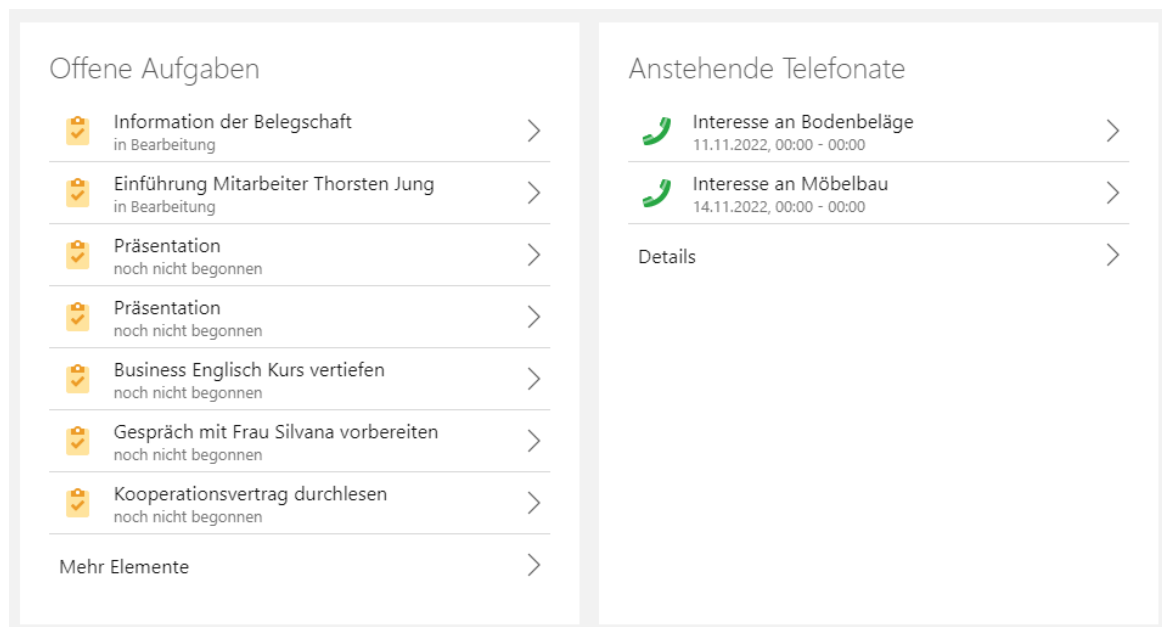 Offene Aufgaben
Information der Belegschaft
in Bearbeitung
Einführung Mitarbeiter Thorsten Jung
in Bearbeitung
Präsentation
noch nicht begonnen
Präsentation
noch nicht begonnen
Business Englisch Kurs vertiefen
noch nicht begonnen
Gespräch mit Frau Silvana vorbereiten
noch nicht begonnen
Kooperationsvertrag durchlesen
noch nicht begonnen
Mehr Elemente
Anstehende Telefonate
Interesse an Bodenbeläge
11.11.2022, 00:00 - 00:00
Interesse an Möbelbau
14.11.2022, 00:00 - 00:00
Details